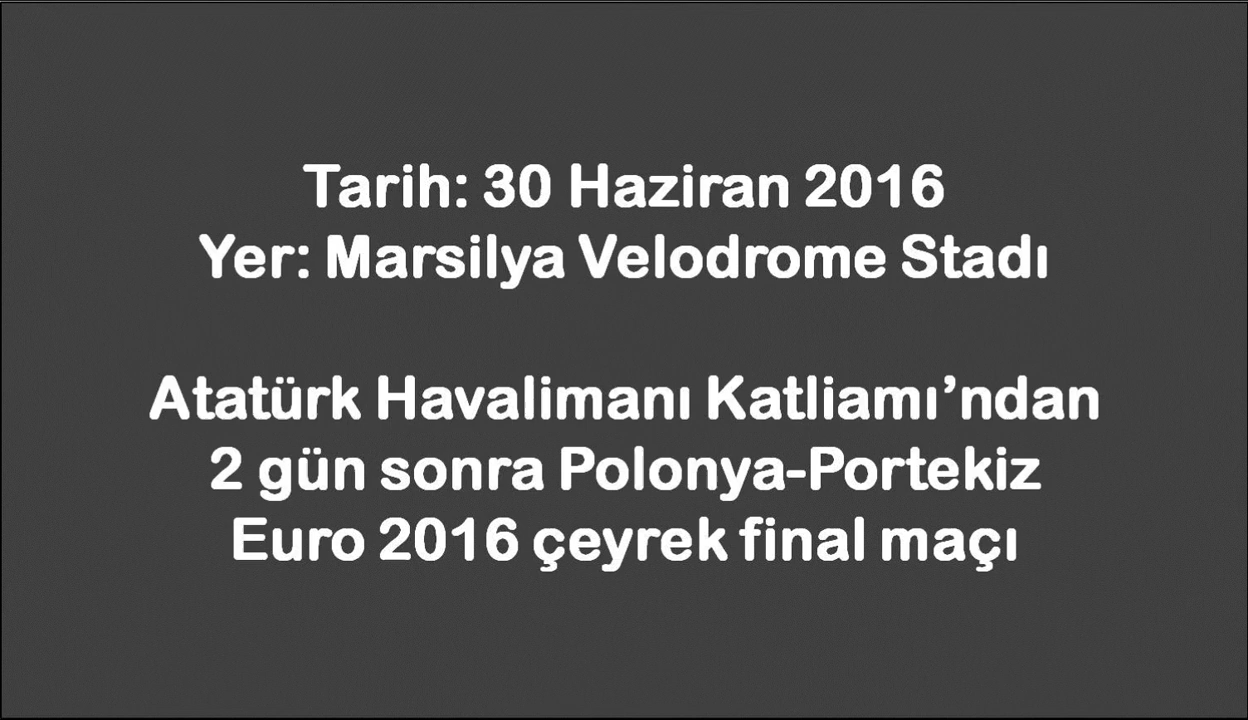 Tarih: 30 Haziran 2016
Yer: Marsilya Velodrome Stadı
Atatürk Havalimanı Katliamı’ndan
2 gün sonra Polonya-Portekiz
Euro 2016 çeyrek final maçı